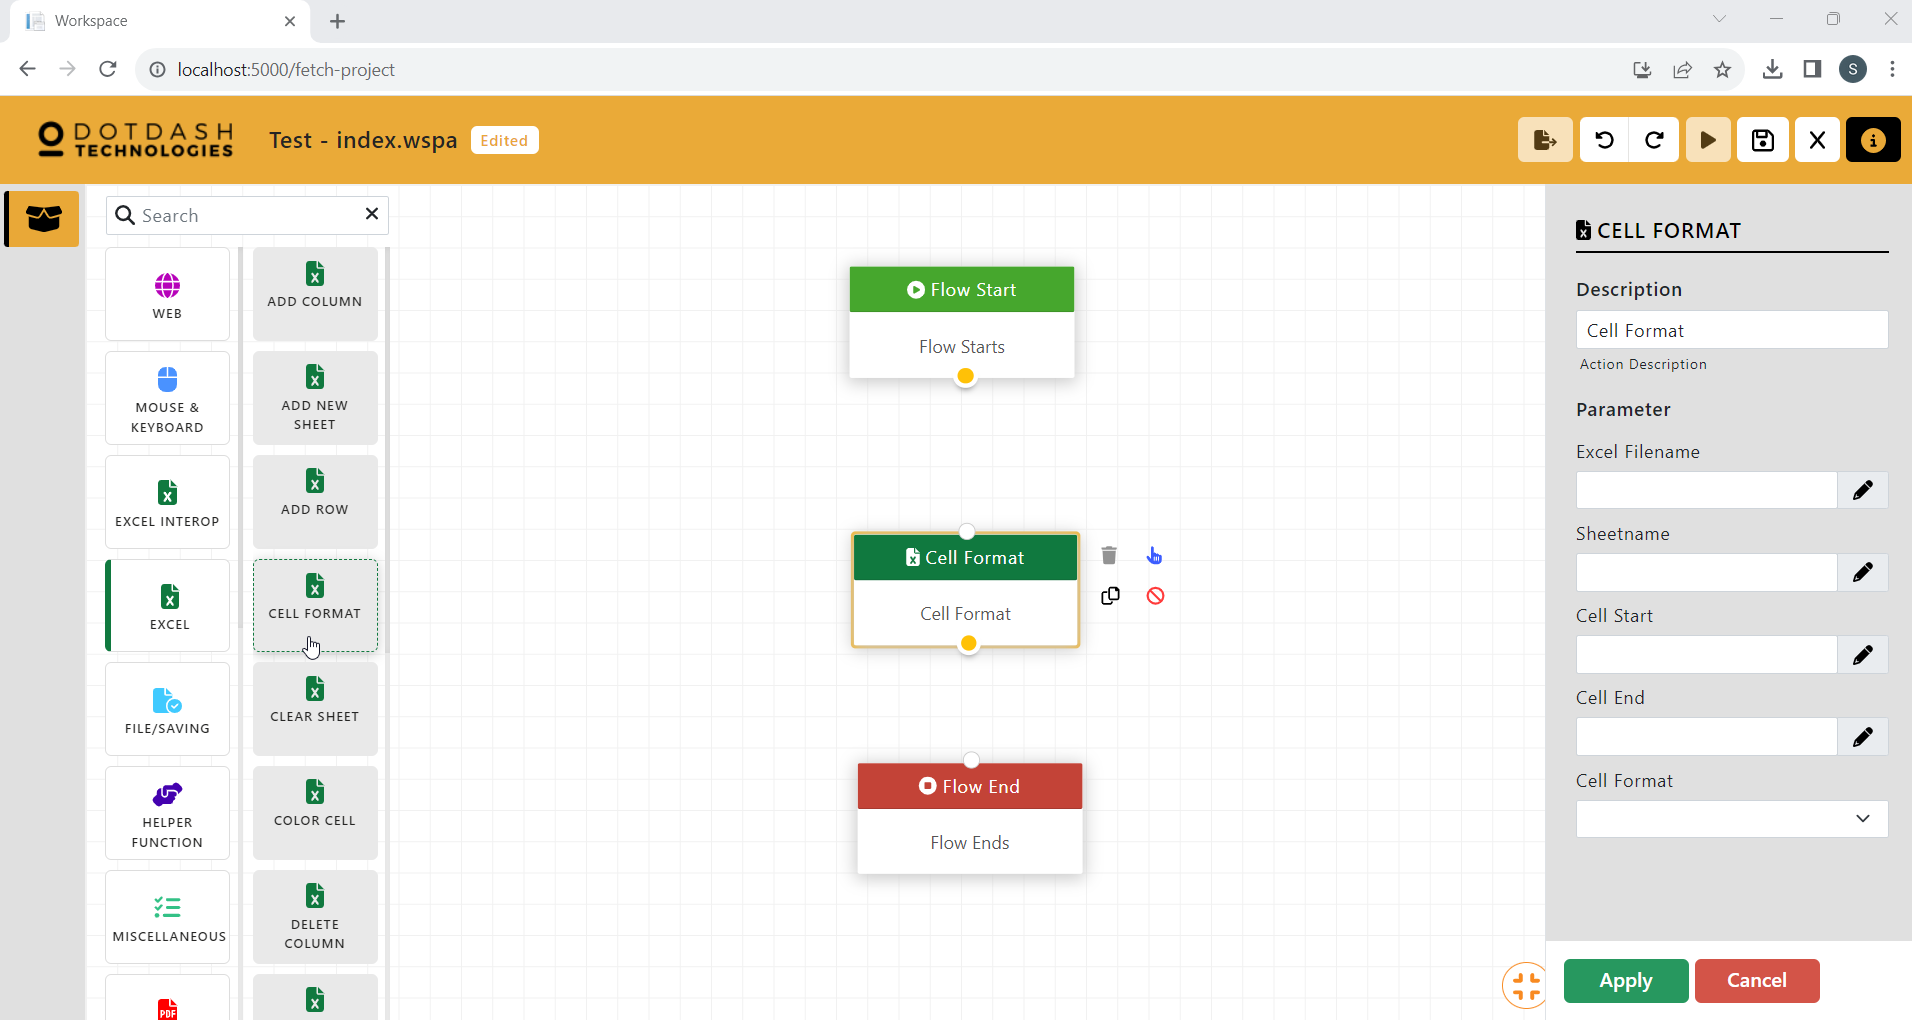 Workspace
localhost:5000/fetch-project
S
DOTDASH
TECHNOLOGIES
Test - index.wspa
Edited
Search
WEB
MOUSE &
KEYBOARD
EXCEL INTEROP
EXCEL
FILE/SAVING
HELPER
FUNCTION
MISCELLANEOUS
PDF
ADD COLUMN
ADD NEW
SHEET
ADD ROW
CELL FORMAT
CLEAR SHEET
COLOR CELL
DELETE
COLUMN
Flow Start
Flow Starts
Cell Format
Cell Format
Flow End
Flow Ends
CELL FORMAT
Description
Cell Format
Action Description
Parameter
Excel Filename
Sheetname
Cell Start
Cell End
Cell Format
Apply
Cancel